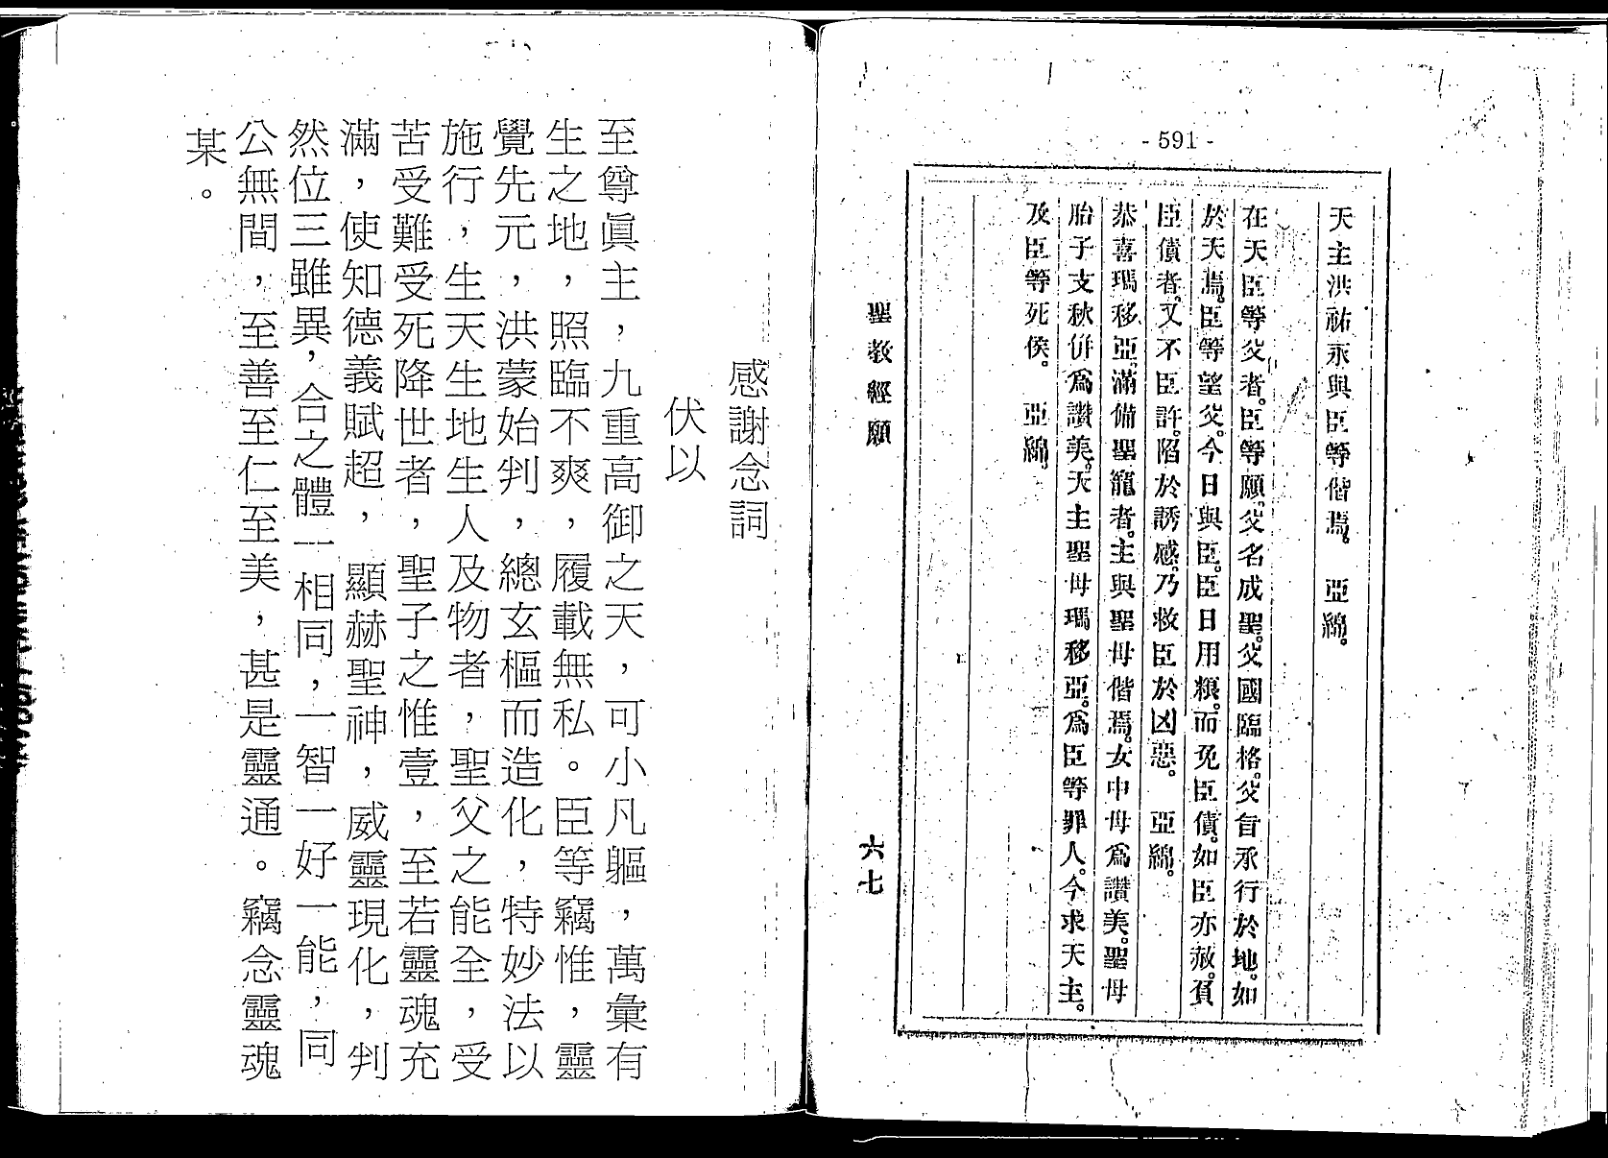 - 591 -
天主洪祐永與臣等偕焉。亞綿。
在天臣等父者。臣等願。父名成聖。父國臨格。父旨承行於地。如
於天焉。臣等望父。今日與臣。臣日用糧。而免臣債。如臣亦赦。負
臣債者。又不臣許。陷於誘感。乃救臣於凶惡。亞綿。
恭喜瑪移亞。滿備聖寵者。主與聖母偕焉。女中母為讚美。聖母
胎子支秋併為讚美。天主聖母瑪移亞。為臣等罪人。今求天主。
及臣等死侯。亞綿。
聖教經願
六七
感謝念詞
伏以
至尊眞主，九重高御之天，可小凡軀，萬彙有
生之地，照臨不爽，履載無私。臣等竊惟，靈
覺先元，洪蒙始判，總玄樞而造化，特妙法以
施行，生天生地生人及物者，聖父之能全，受
苦受難受死降世者，聖子之惟壹，至若靈魂充
滿，使知德義賦超，顯赫聖神，威靈現化，判
然位三雖異，合之體一相同，一智一好一能，同
公無間，至善至仁至美，甚是靈通。竊念靈魂
某。